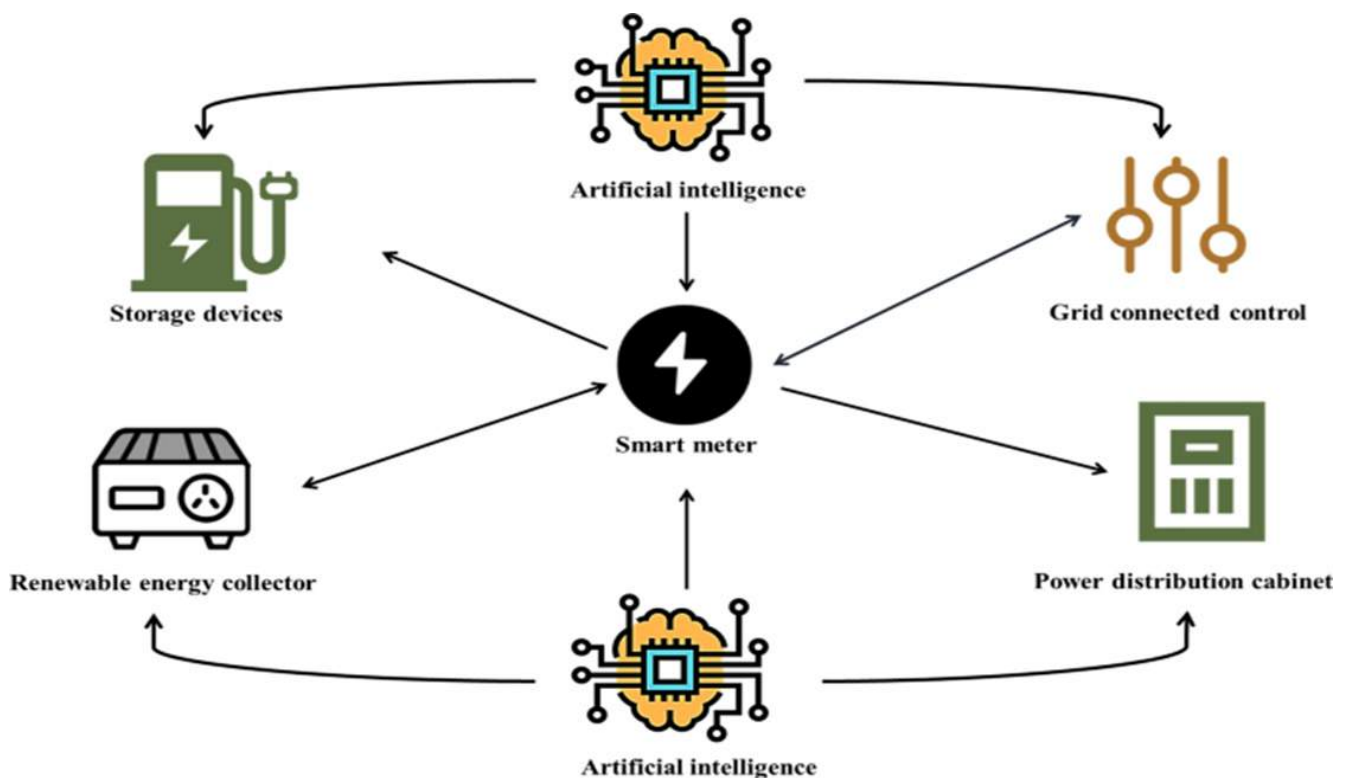 Artificial intelligence
Storage devices
Grid connected control
Smart meter
Renewable energy collector
Power distribution cabinet
Artificial intelligence